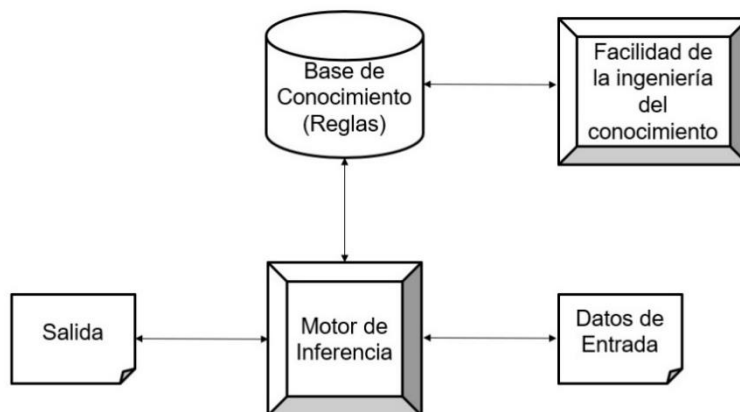 Base de
Conocimiento
(Reglas)
Facilidad de
la ingeniería
del
conocimiento
Salida
Motor de
Inferencia
Datos de
Entrada